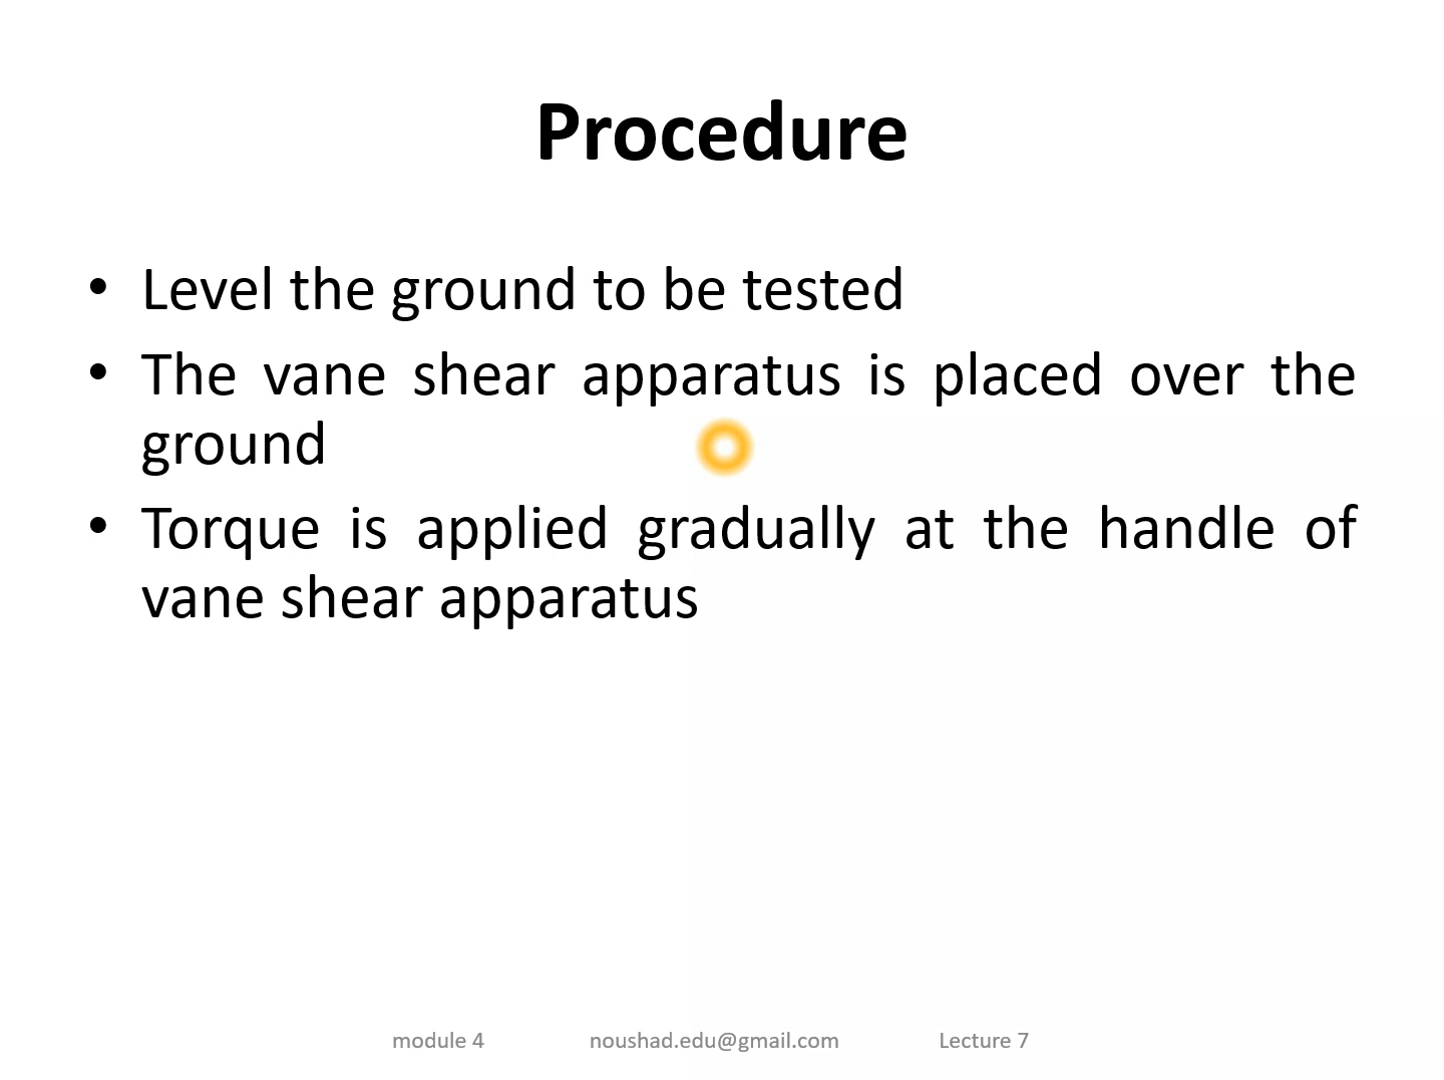 Procedure
• Level the ground to be tested
• The vane shear apparatus is placed over the
ground
• Torque is applied gradually at the handle of
vane shear apparatus
module 4 noushad.edu@gmail.com Lecture 7